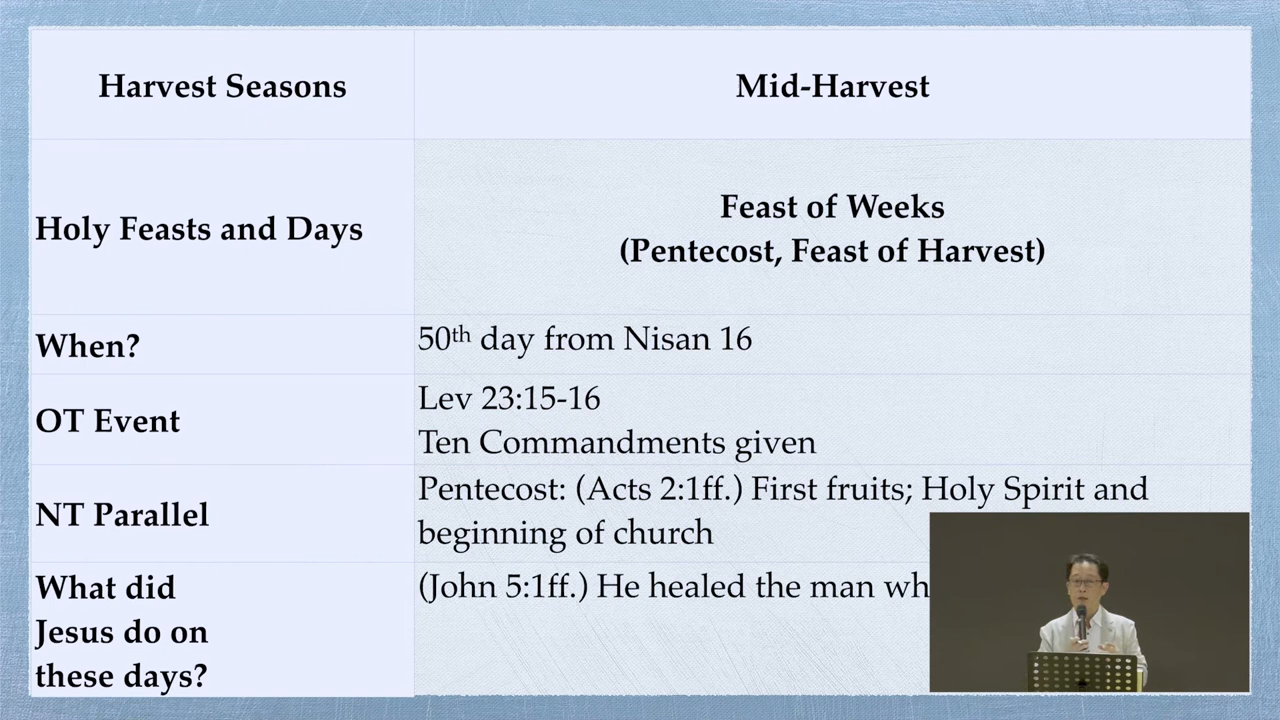 Harvest Seasons
Mid-Harvest
Holy Feasts and Days
Feast of Weeks
(Pentecost, Feast of Harvest)
When?
50th day from Nisan 16
OT Event
Lev 23:15-16
Ten Commandments given
NT Parallel
Pentecost: (Acts 2:1ff.) First fruits; Holy Spirit and
beginning of church
What did
Jesus do on
these days?
(John 5:1ff.) He healed the man